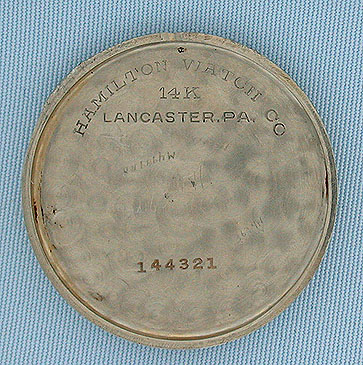 HAMILTON WATCH CO
14K
LANCASTER, PA.
144321